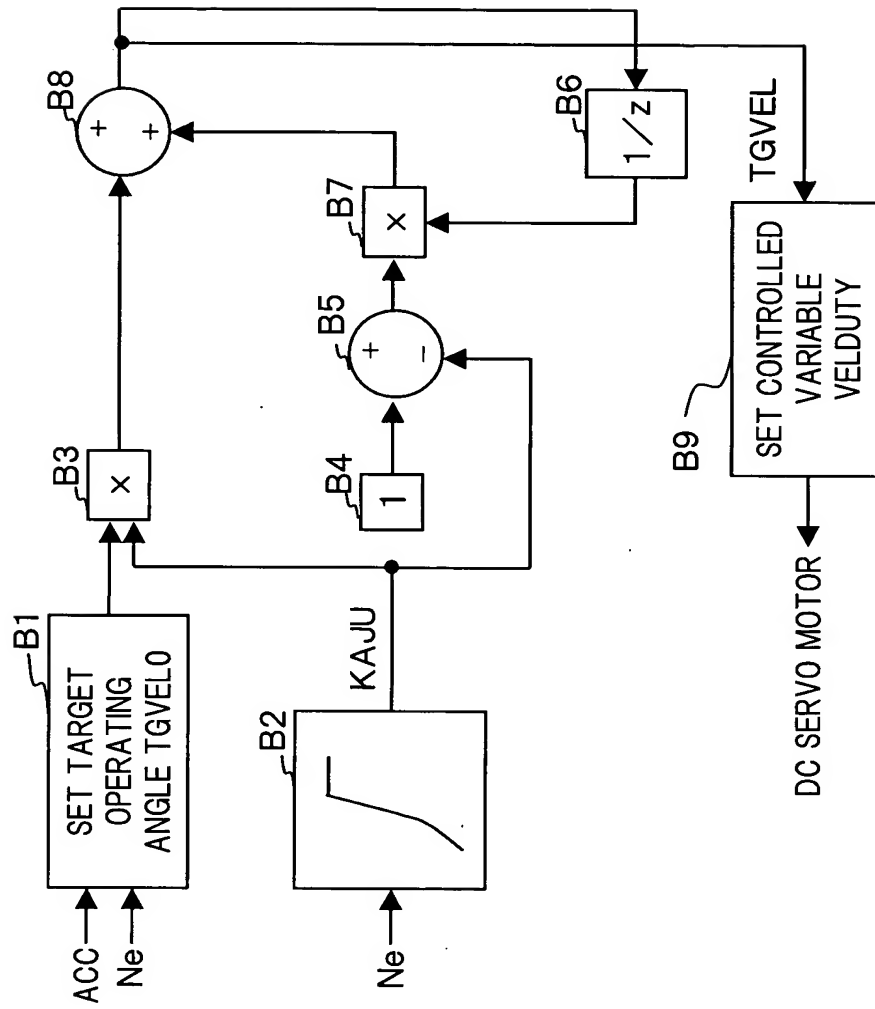 ACC
Ne
SET TARGET
OPERATING
ANGLE TGVEL0
B1
B3
×
B8
+
+
Ne
B2
KAJU
B4
1
B5
+
−
B7
×
B6
1/z
TGVEL
B9
SET CONTROLLED
VARIABLE
VELDUTY
DC SERVO MOTOR